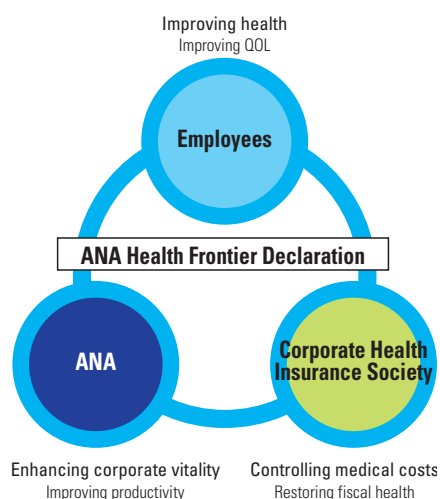 Improving health
Improving QOL
Employees
ANA Health Frontier Declaration
ANA
Corporate Health
Insurance Society
Enhancing corporate vitality
Improving productivity
Controlling medical costs
Restoring fiscal health